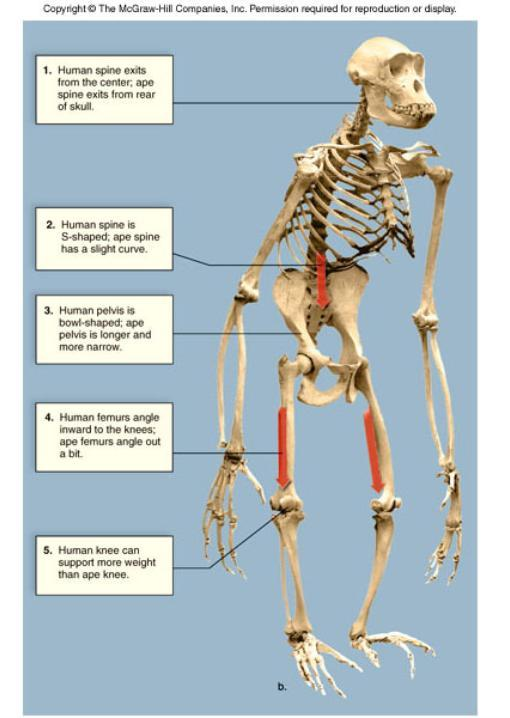 Copyright © The McGraw-Hill Companies, Inc. Permission required for reproduction or display.
1. Human spine exits
from the center; ape
spine exits from rear
of skull.
2. Human spine is
S-shaped; ape spine
has a slight curve.
3. Human pelvis is
bowl-shaped; ape
pelvis is longer and
more narrow.
4. Human femurs angle
inward to the knees;
ape femurs angle out
a bit.
5. Human knee can
support more weight
than ape knee.
b.